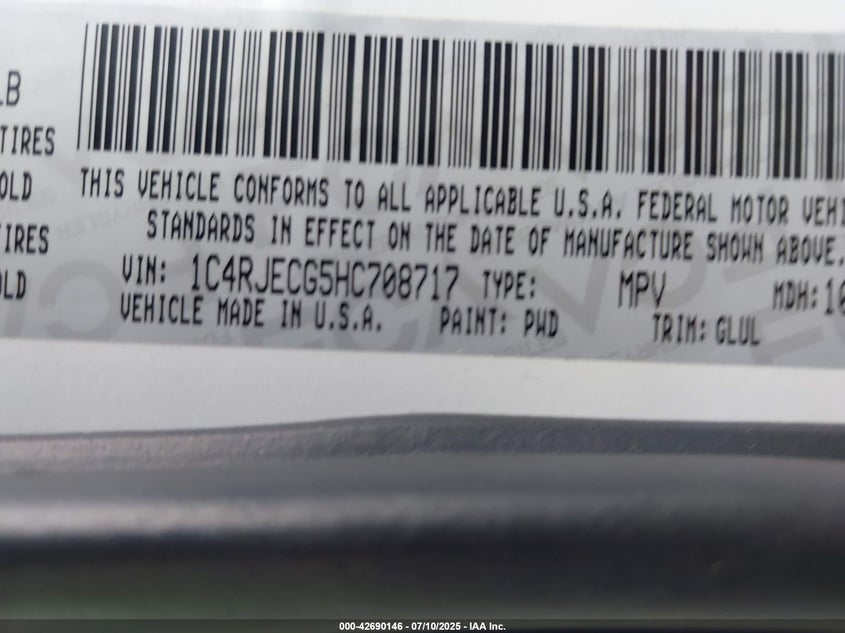 LB
TIRES
OLD
TIRES
OLD
THIS VEHICLE CONFORMS TO ALL APPLICABLE U.S.A. FEDERAL MOTOR VEHI
STANDARDS IN EFFECT ON THE DATE OF MANUFACTURE SHOWN ABOVE.
VIN: 1C4RJECG5HC708717 TYPE: MPV MDH: 10
VEHICLE MADE IN U.S.A. PAINT: PWD TRIM: GLUL
000-42690146 - 07/10/2025 - IAA Inc.